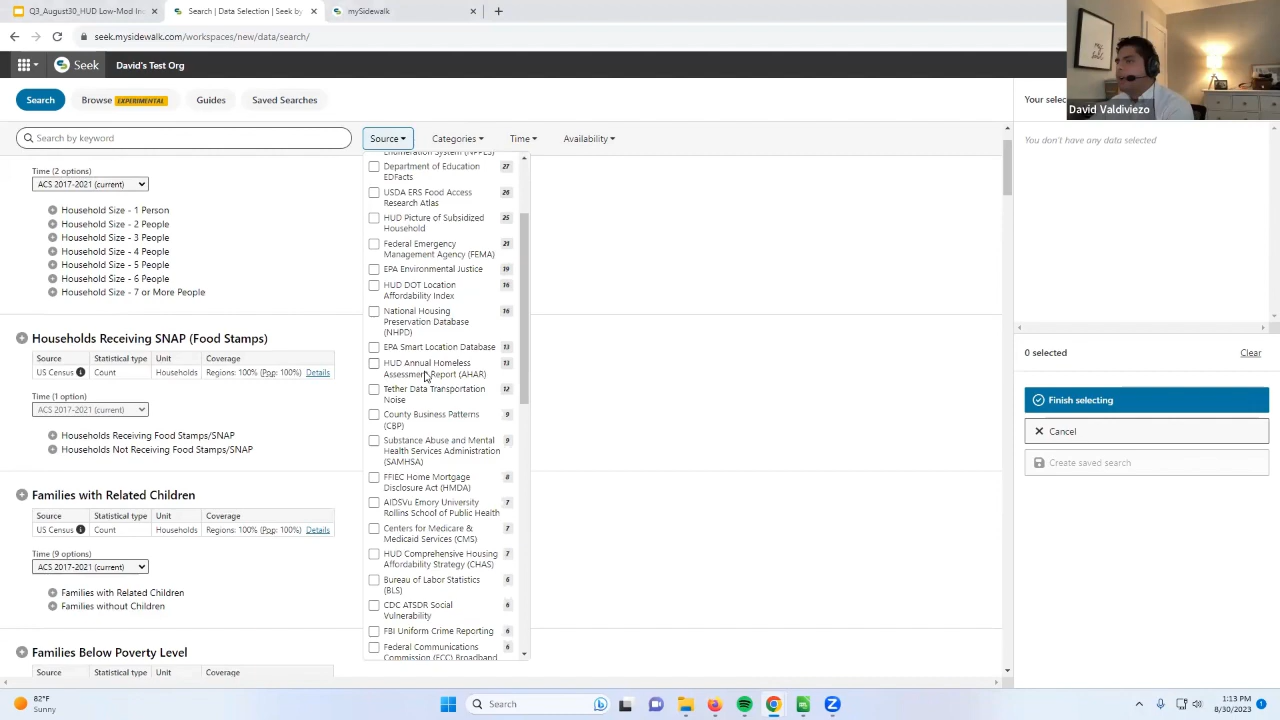 Q3_August30_HUD Low-Mod In
Search | Data Selection | Seek by
mySidewalk
seek.mysidewalk.com/workspaces/new/data/search/
Seek
David's Test Org
David Valdiviezo
Search
Browse EXPERIMENTAL
Guides
Saved Searches
Your selec
Search by keyword
Source
Categories
Time
Availability
You don't have any data selected
Time (2 options)
ACS 2017-2021 (current)
Household Size - 1 Person
Household Size - 2 People
Household Size - 3 People
Household Size - 4 People
Household Size - 5 People
Household Size - 6 People
Household Size - 7 or More People
Households Receiving SNAP (Food Stamps)
Source Statistical type Unit Coverage
US Census Count Households Regions: 100% (Pop: 100%) Details
Time (1 option)
ACS 2017-2021 (current)
Households Receiving Food Stamps/SNAP
Households Not Receiving Food Stamps/SNAP
Families with Related Children
Source Statistical type Unit Coverage
US Census Count Households Regions: 100% (Pop: 100%) Details
Time (9 options)
ACS 2017-2021 (current)
Families with Related Children
Families without Children
Families Below Poverty Level
Source Statistical type Unit Coverage
Enumeration System (NPPES)
Department of Education 27
EDFacts
USDA ERS Food Access 26
Research Atlas
HUD Picture of Subsidized 25
Household
Federal Emergency 21
Management Agency (FEMA)
EPA Environmental Justice 19
HUD DOT Location 16
Affordability Index
National Housing 16
Preservation Database
(NHPD)
EPA Smart Location Database 13
HUD Annual Homeless 13
Assessment Report (AHAR)
Tether Data Transportation 12
Noise
County Business Patterns 9
(CBP)
Substance Abuse and Mental 9
Health Services Administration
(SAMHSA)
FFIEC Home Mortgage 8
Disclosure Act (HMDA)
AIDSVu Emory University 7
Rollins School of Public Health
Centers for Medicare & 7
Medicaid Services (CMS)
HUD Comprehensive Housing 7
Affordability Strategy (CHAS)
Bureau of Labor Statistics 6
(BLS)
CDC ATSDR Social 6
Vulnerability
FBI Uniform Crime Reporting 6
Federal Communications 6
Commission (FCC) Broadband
0 selected
Clear
Finish selecting
Cancel
Create saved search
82°F
Sunny
Search
1:13 PM
8/30/2023